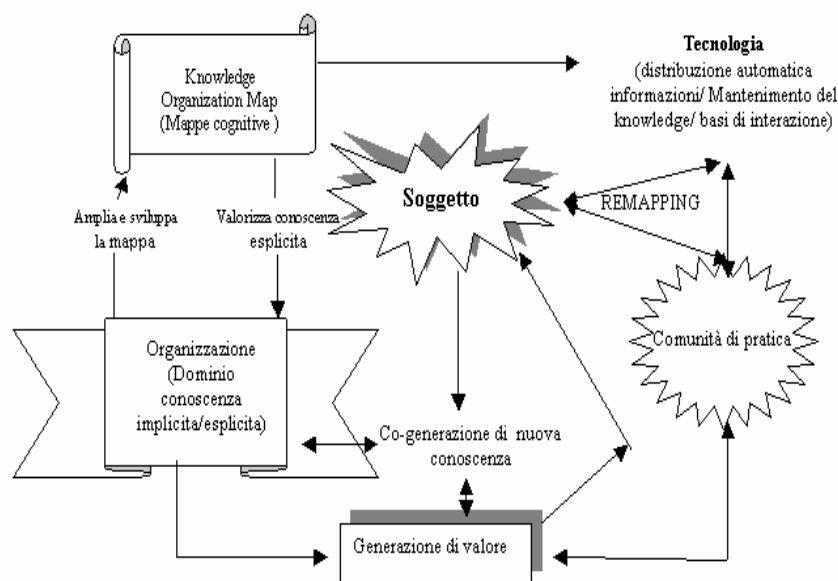 Knowledge
Organization Map
(Mappe cognitive )
Tecnologia
(distribuzione automatica
informazioni/ Mantenimento del
knowledge/ basi di interazione)
Soggetto
REMAPPING
Amplia e sviluppa
la mappa
Valorizza conoscenza
esplicita
Comunità di pratica
Organizzazione
(Dominio
conoscenza
implicita/esplicita)
Co-generazione di nuova
conoscenza
Generazione di valore